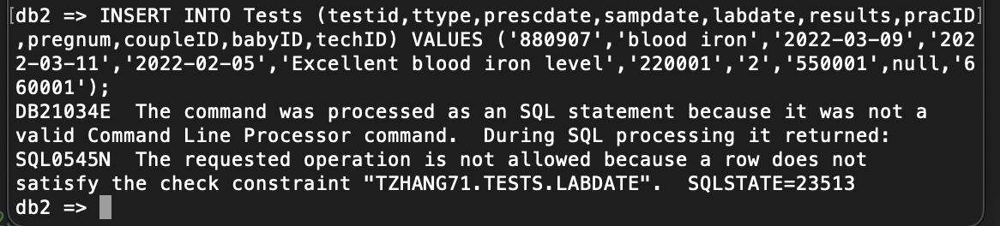 [db2 => INSERT INTO Tests (testid,ttype,prescdate,sampdate,labdate,results,pracID]
,pregnum,coupleID,babyID,techID) VALUES ('880907','blood iron','2022-03-09','202
2-03-11','2022-02-05','Excellent blood iron level','220001','2','550001',null,'6
60001');
DB21034E  The command was processed as an SQL statement because it was not a
valid Command Line Processor command.  During SQL processing it returned:
SQL0545N  The requested operation is not allowed because a row does not
satisfy the check constraint "TZHANG71.TESTS.LABDATE".  SQLSTATE=23513
db2 =>